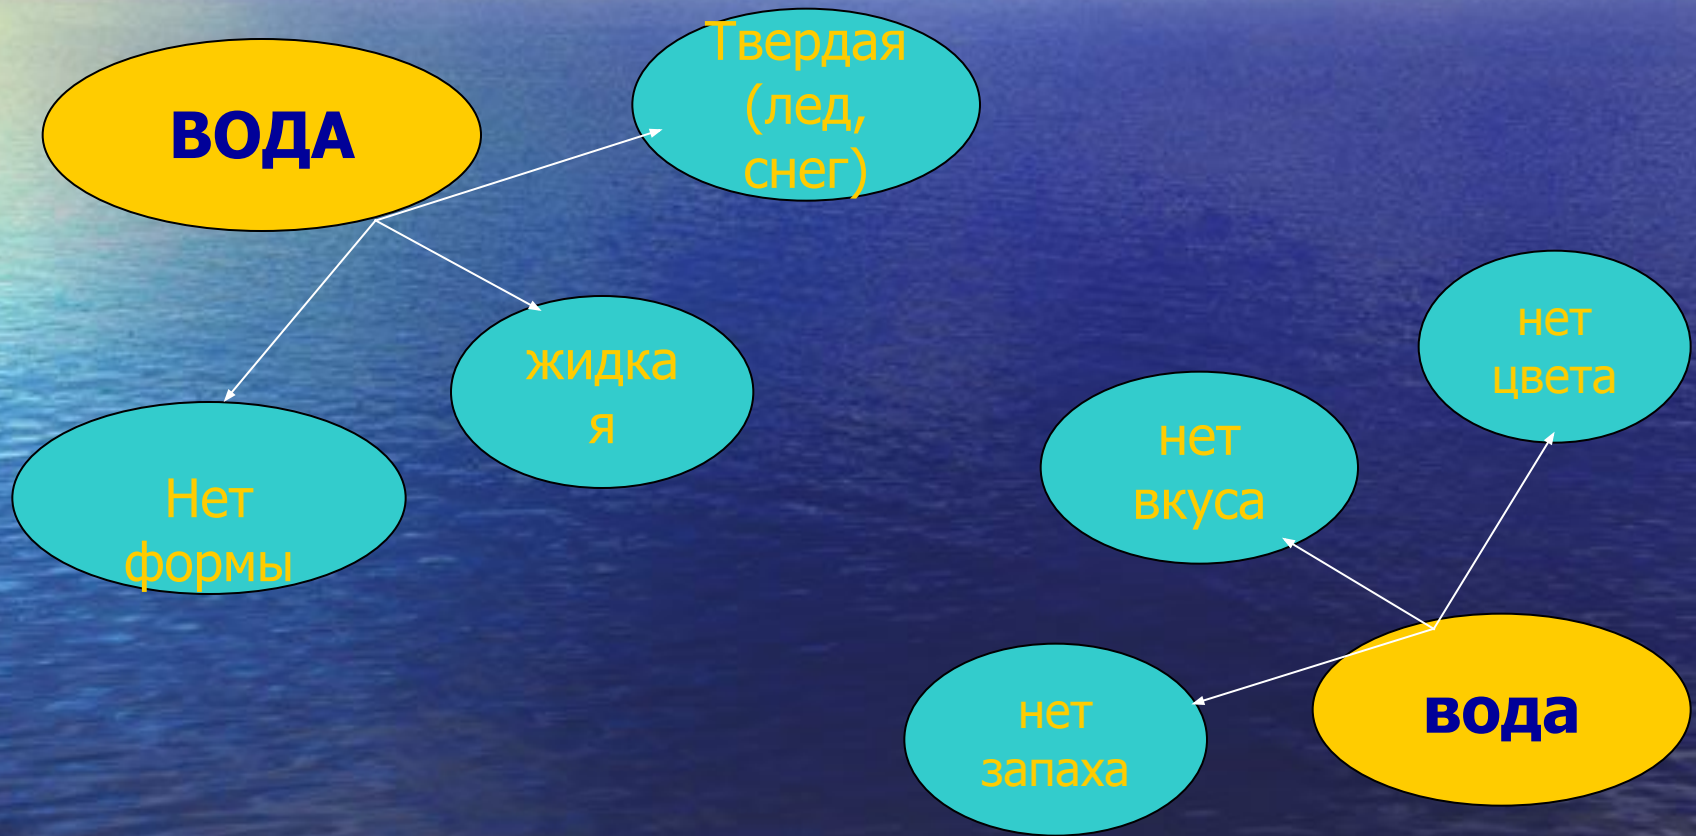 ВОДА
Твердая
(лед,
снег)
жидка
я
Нет
формы
нет
цвета
нет
вкуса
нет
запаха
вода